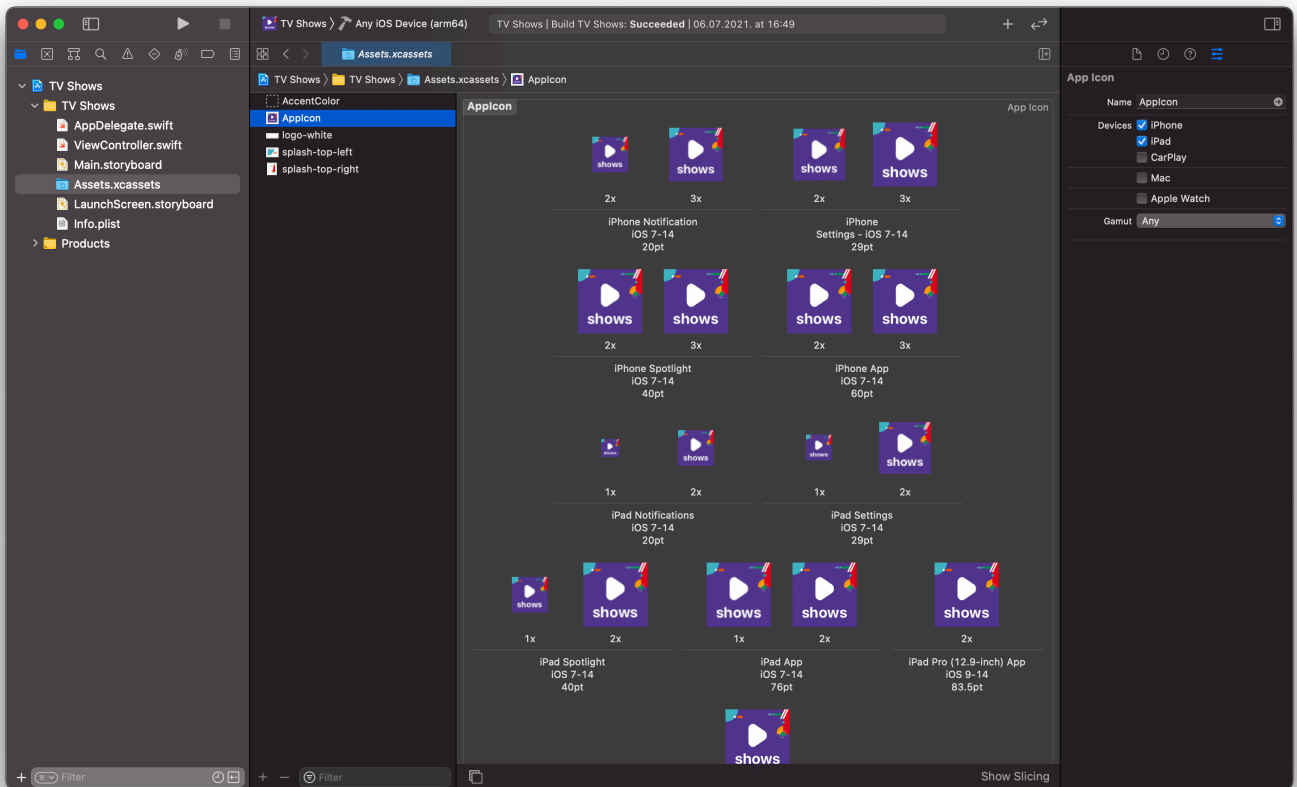 TV Shows 〉 Any iOS Device (arm64)
TV Shows | Build TV Shows: Succeeded | 06.07.2021. at 16:49
Assets.xcassets
TV Shows 〉 TV Shows 〉 Assets.xcassets 〉 AppIcon
TV Shows
TV Shows
AppDelegate.swift
ViewController.swift
Main.storyboard
Assets.xcassets
LaunchScreen.storyboard
Info.plist
Products
Filter
AccentColor
AppIcon
logo-white
splash-top-left
splash-top-right
Filter
AppIcon
App Icon
shows shows shows shows
2x 3x 2x 3x
iPhone Notification
iOS 7-14
20pt
iPhone
Settings - iOS 7-14
29pt
shows shows shows shows
2x 3x 2x 3x
iPhone Spotlight
iOS 7-14
40pt
iPhone App
iOS 7-14
60pt
shows shows shows shows
1x 2x 1x 2x
iPad Notifications
iOS 7-14
20pt
iPad Settings
iOS 7-14
29pt
shows shows shows shows shows
1x 2x 1x 2x 2x
iPad Spotlight
iOS 7-14
40pt
iPad App
iOS 7-14
76pt
iPad Pro (12.9-inch) App
iOS 9-14
83.5pt
shows
Show Slicing
App Icon
Name AppIcon
Devices iPhone
iPad
CarPlay
Mac
Apple Watch
Gamut Any